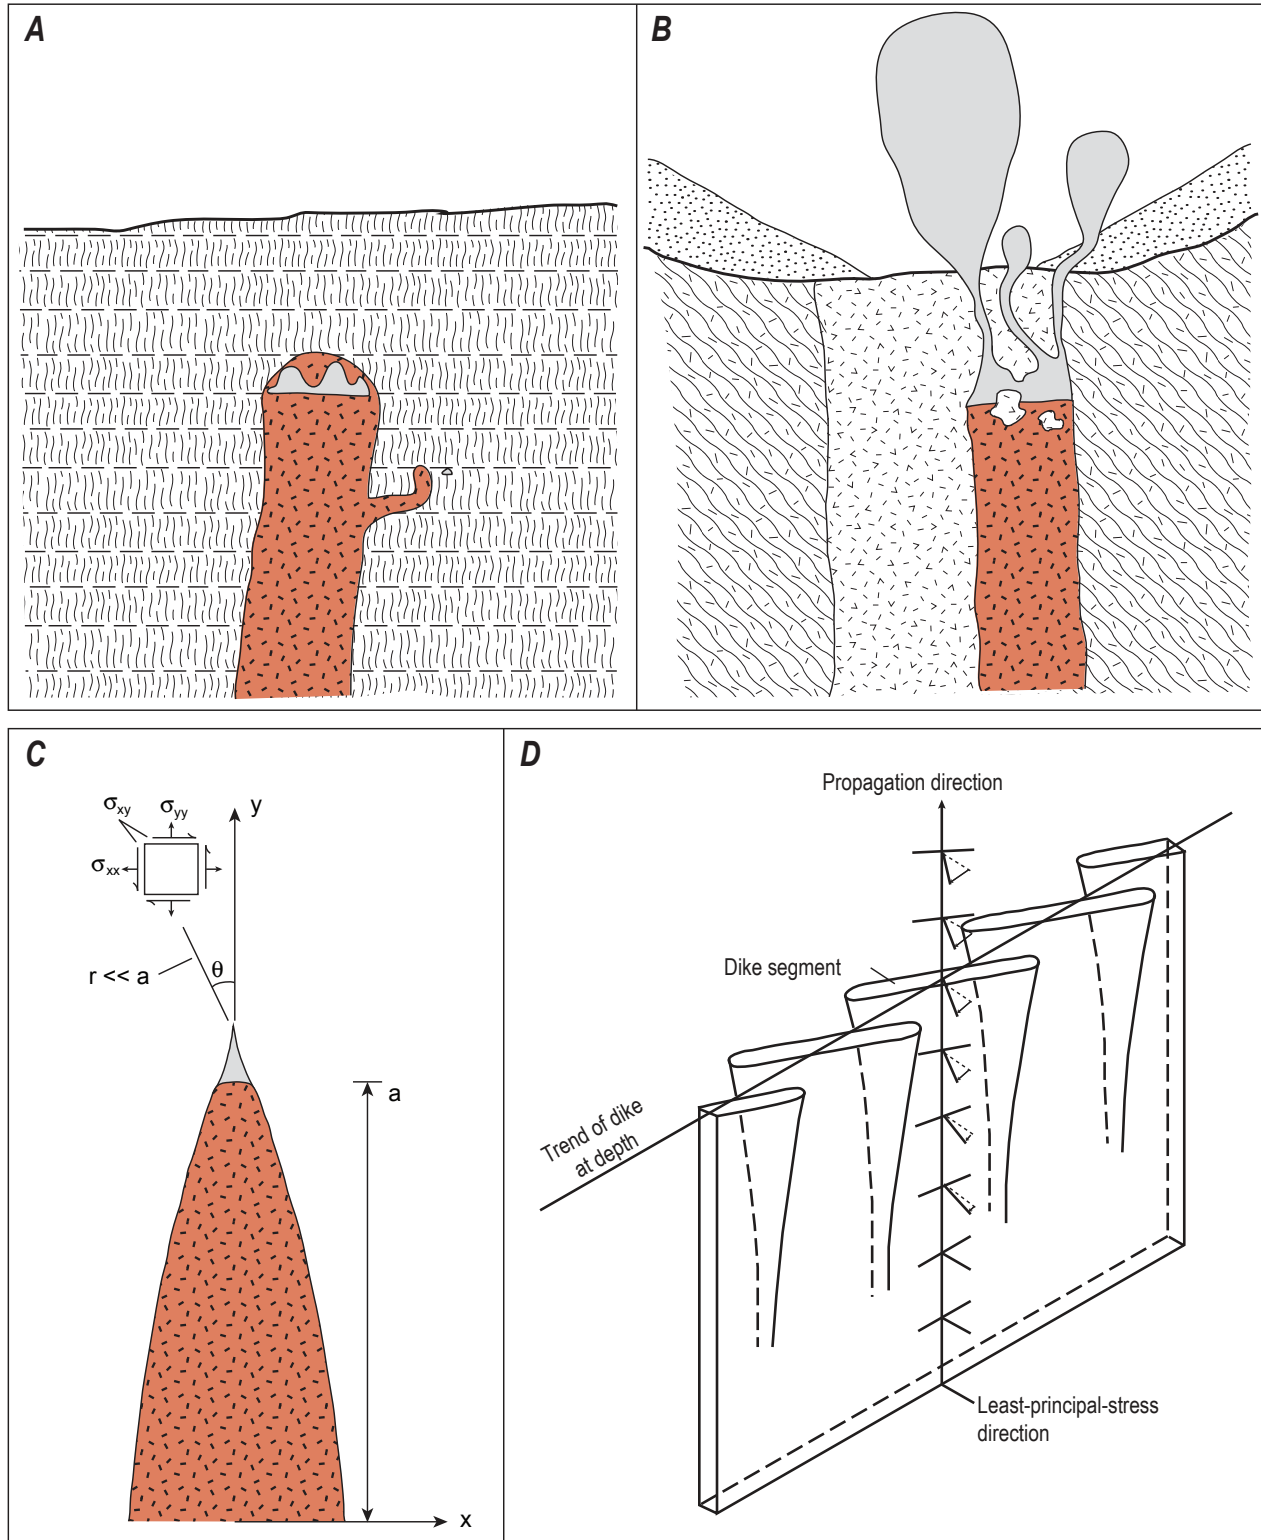 A
B
C
σxy
σyy
y
σxx
θ
r << a
a
x
D
Propagation direction
Dike segment
Trend of dike
at depth
Least-principal-stress
direction